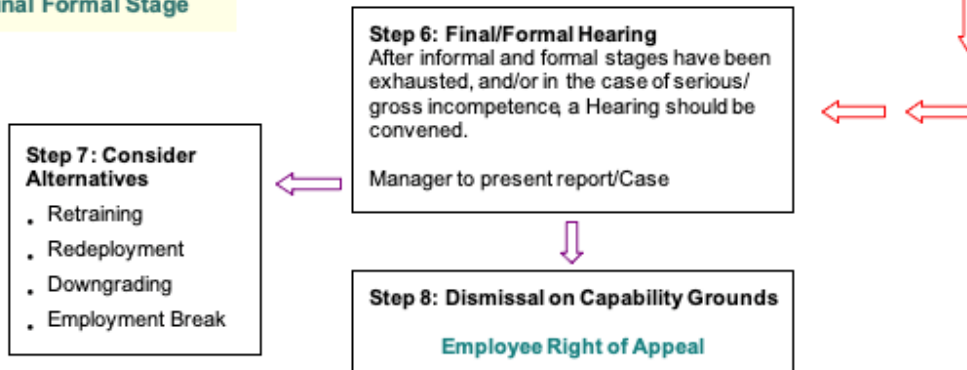 Final Formal Stage
Step 6: Final/Formal Hearing
After informal and formal stages have been
exhausted, and/or in the case of serious/
gross incompetence, a Hearing should be
convened.
Manager to present report/Case
Step 7: Consider
Alternatives
. Retraining
. Redeployment
. Downgrading
. Employment Break
Step 8: Dismissal on Capability Grounds
Employee Right of Appeal